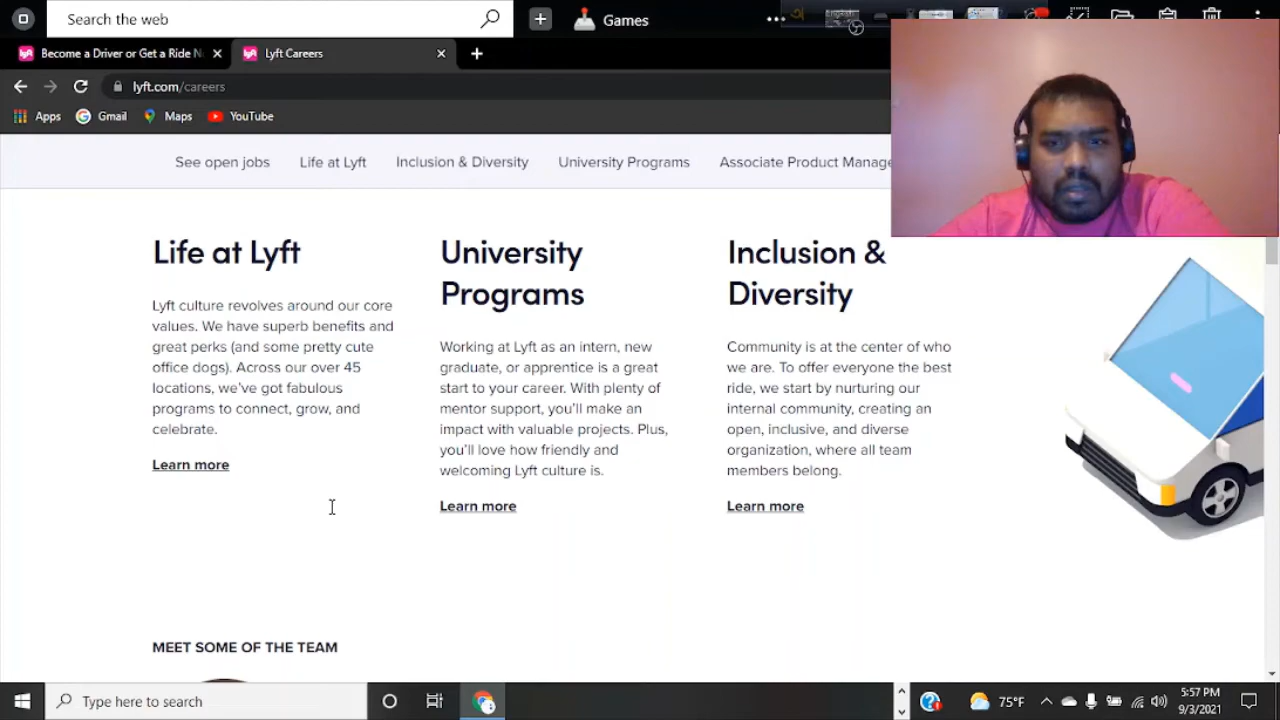 Search the web
Games
Become a Driver or Get a Ride N
Lyft Careers
lyft.com/careers
Apps
Gmail
Maps
YouTube
See open jobs
Life at Lyft
Inclusion & Diversity
University Programs
Associate Product Manage
Life at Lyft
Lyft culture revolves around our core
values. We have superb benefits and
great perks (and some pretty cute
office dogs). Across our over 45
locations, we've got fabulous
programs to connect, grow, and
celebrate.
Learn more
University
Programs
Working at Lyft as an intern, new
graduate, or apprentice is a great
start to your career. With plenty of
mentor support, you'll make an
impact with valuable projects. Plus,
you'll love how friendly and
welcoming Lyft culture is.
Learn more
Inclusion &
Diversity
Community is at the center of who
we are. To offer everyone the best
ride, we start by nurturing our
internal community, creating an
open, inclusive, and diverse
organization, where all team
members belong.
Learn more
MEET SOME OF THE TEAM
Type here to search
75°F
5:57 PM
9/3/2021